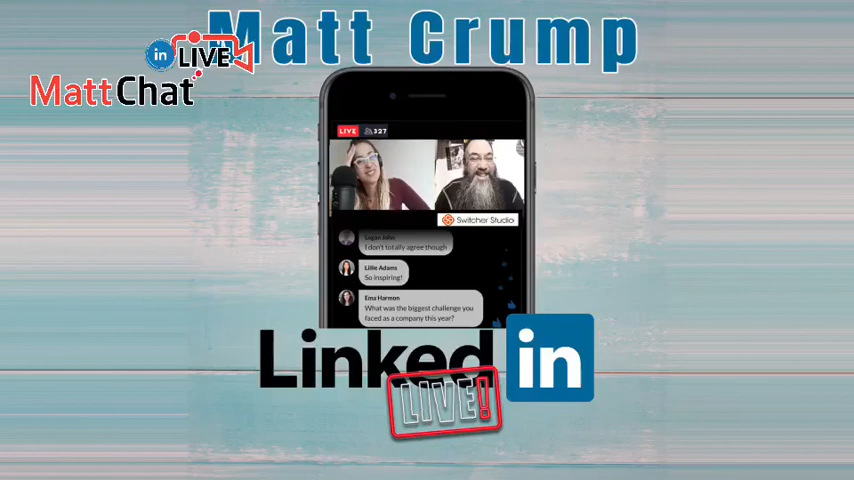 Matt Crump
in LIVE
MattChat
LIVE 327
Switcher Studio
Logan John
I don't totally agree though
Lillie Adams
So inspiring!
Ema Harmon
What was the biggest challenge you
faced as a company this year?
Linked in
LIVE!